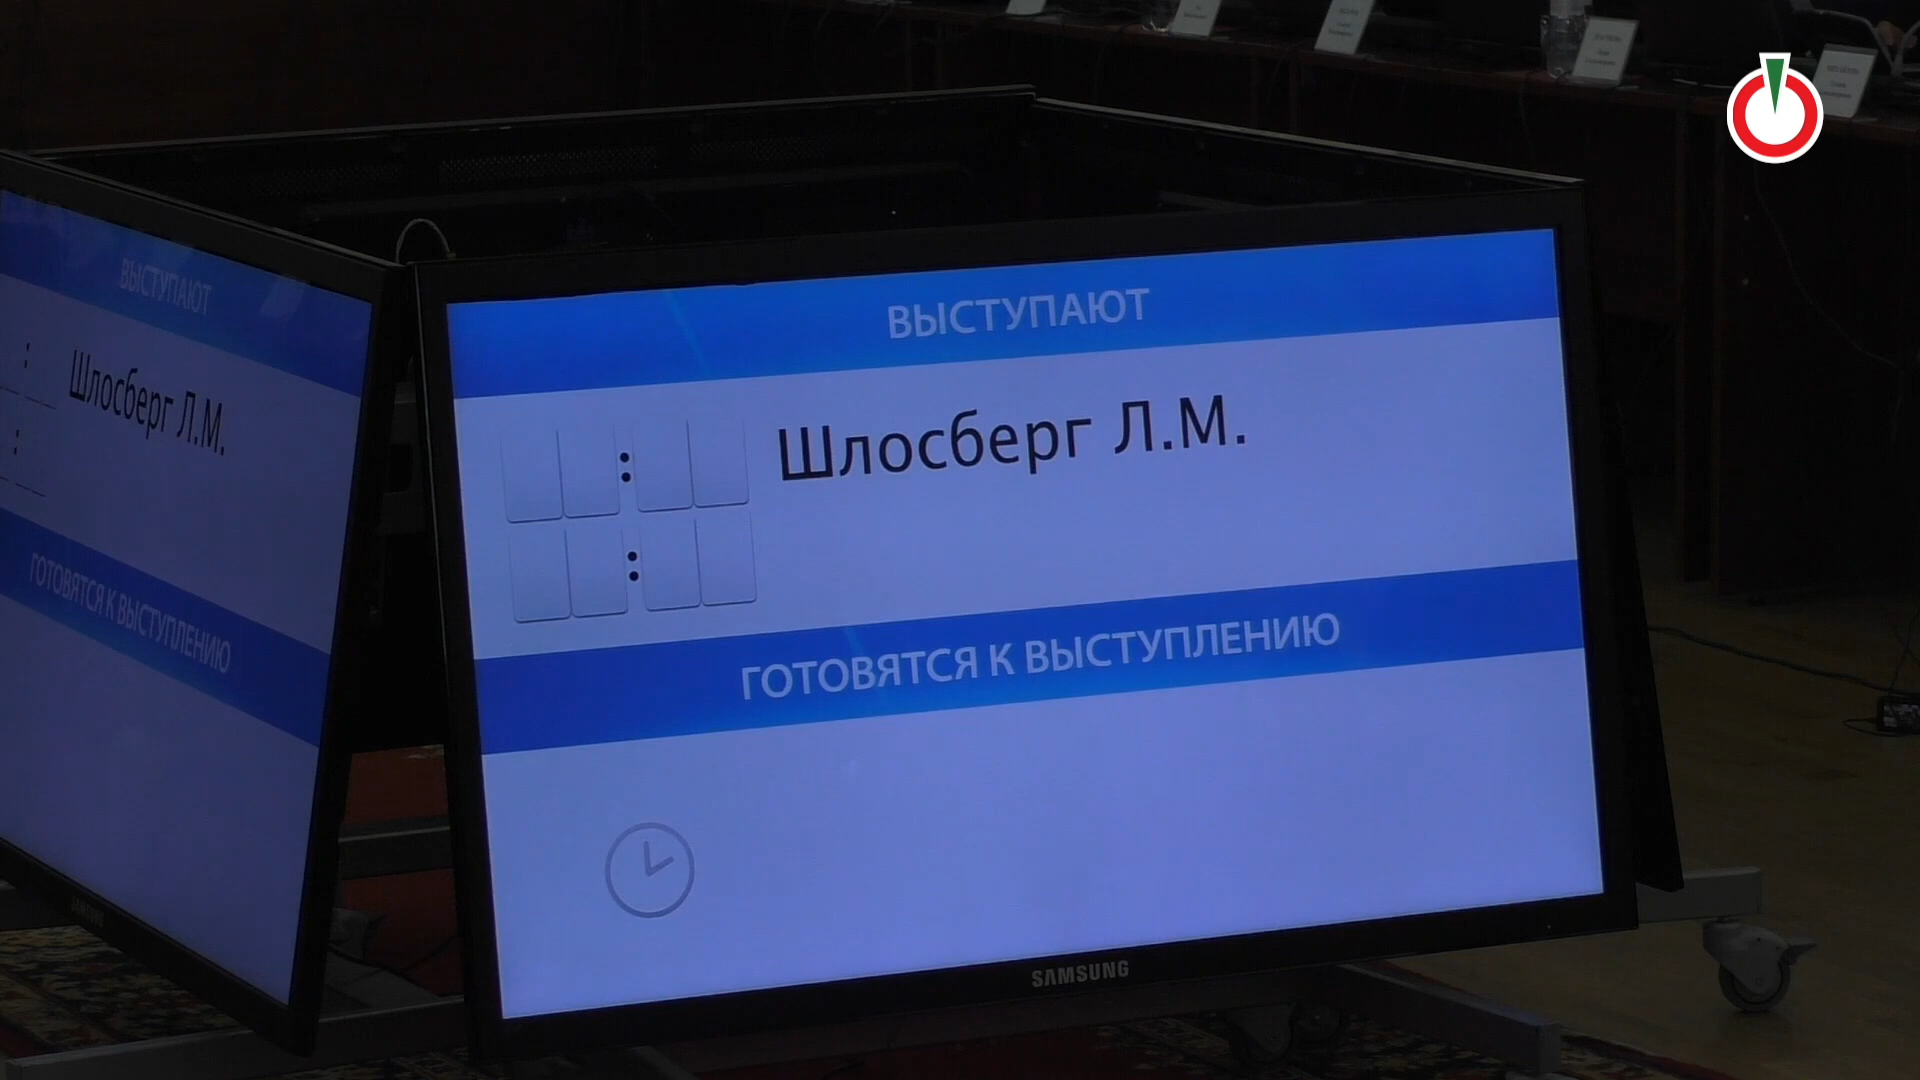 ВЫСТУПАЮТ
Шлосберг Л.М.
ГОТОВЯТСЯ К ВЫСТУПЛЕНИЮ
ВЫСТУПАЮТ
:
Шлосберг Л.М.
:
ГОТОВЯТСЯ К ВЫСТУПЛЕНИЮ
SAMSUNG
SAMSUNG